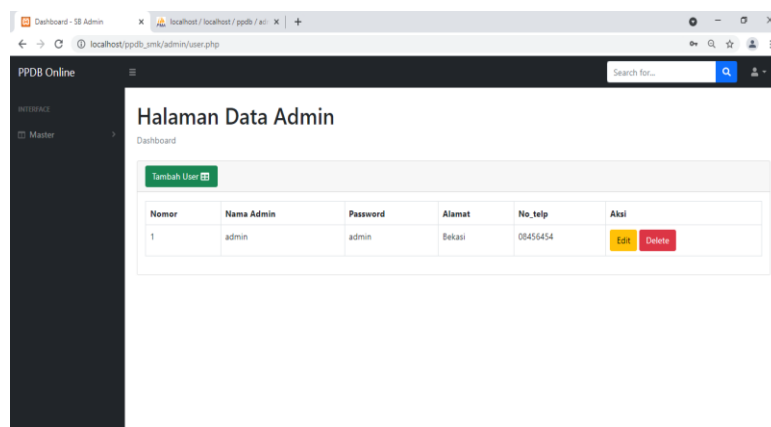 Dashboard - SB Admin
localhost / localhost / ppdb / adi
localhost/ppdb_smk/admin/user.php
PPDB Online
Search for...
INTERFACE
Master
Halaman Data Admin
Dashboard
Tambah User
Nomor Nama Admin Password Alamat No_telp Aksi
1 admin admin Bekasi 08456454 Edit Delete